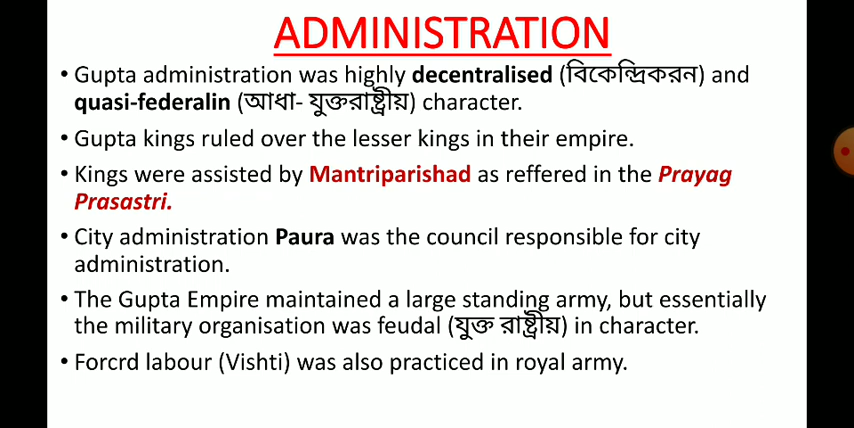 ADMINISTRATION
• Gupta administration was highly decentralised (বিকেন্দ্রিকরন) and
quasi-federalin (আধা- যুক্তরাষ্ট্রীয়) character.
• Gupta kings ruled over the lesser kings in their empire.
• Kings were assisted by Mantriparishad as reffered in the Prayag
Prasastri.
• City administration Paura was the council responsible for city
administration.
• The Gupta Empire maintained a large standing army, but essentially
the military organisation was feudal (যুক্ত রাষ্ট্রীয়) in character.
• Forcrd labour (Vishti) was also practiced in royal army.